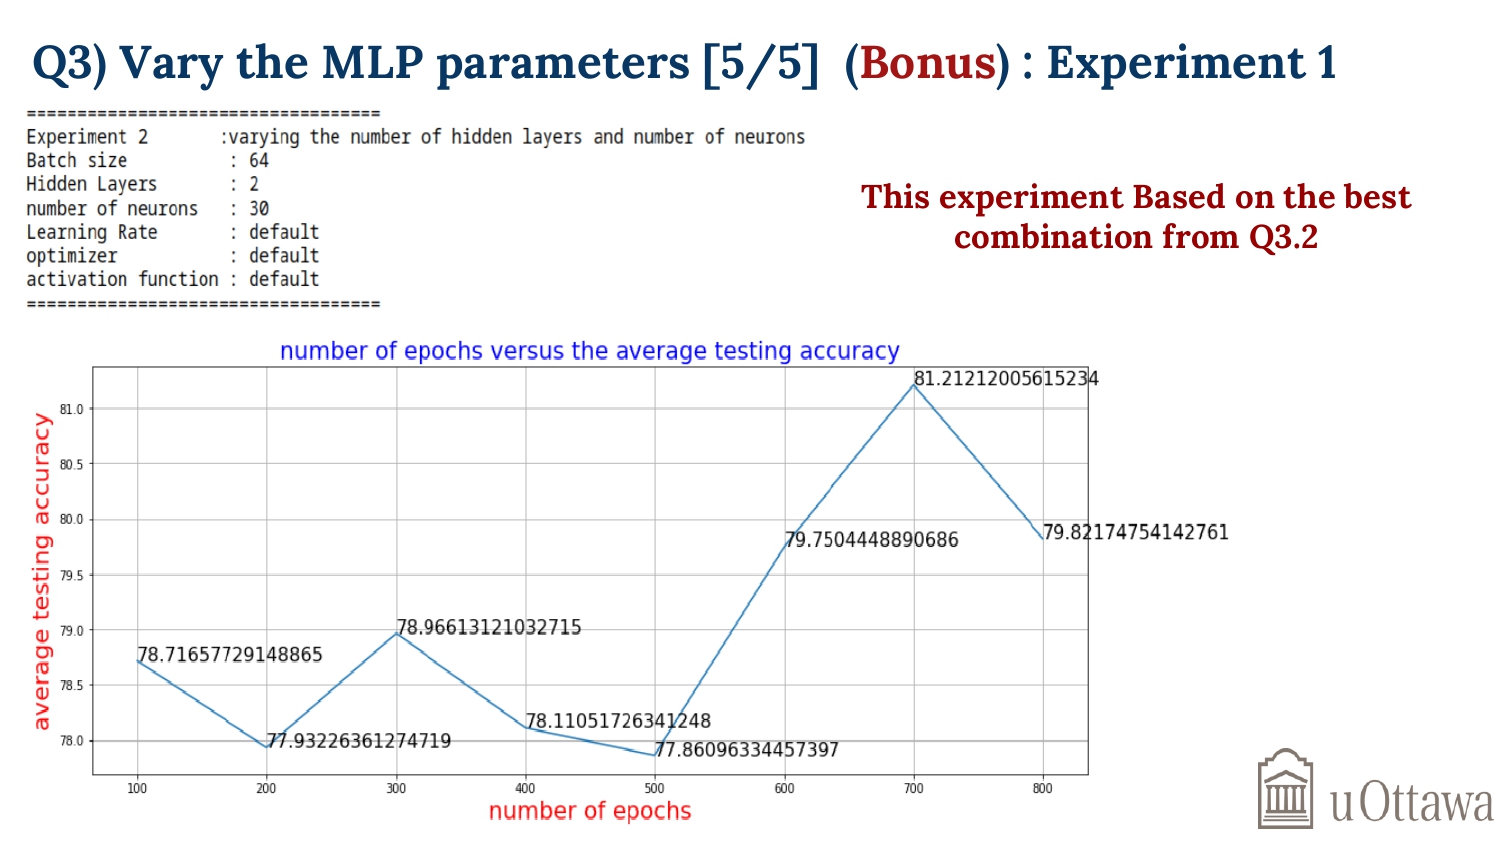 Q3) Vary the MLP parameters [5/5] (Bonus) : Experiment 1
===================================
Experiment 2 :varying the number of hidden layers and number of neurons
Batch size : 64
Hidden Layers : 2
number of neurons : 30
Learning Rate : default
optimizer : default
activation function : default
===================================
This experiment Based on the best
combination from Q3.2
number of epochs versus the average testing accuracy
average testing accuracy
81.0
80.5
80.0
79.5
79.0
78.5
78.0
78.71657729148865
77.93226361274719
78.96613121032715
78.11051726341248
77.86096334457397
79.7504448890686
81.21212005615234
79.82174754142761
100 200 300 400 500 600 700 800
number of epochs
uOttawa